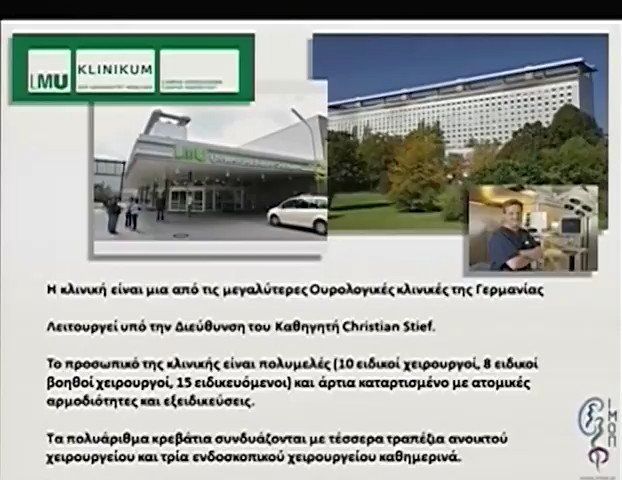 LMU
KLINIKUM
LMU
Η κλινική είναι μια από τις μεγαλύτερες Ουρολογικές κλινικές της Γερμανίας
Λειτουργεί υπό την Διεύθυνση του Καθηγητή Christian Stief.
Το προσωπικό της κλινικής είναι πολυμελές (10 ειδικοί χειρουργοί, 8 ειδικοί
βοηθοί χειρουργοί, 15 ειδικευόμενοι) και άρτια καταρτισμένο με ατομικές
αρμοδιότητες και εξειδικεύσεις.
Τα πολυάριθμα κρεβάτια συνδυάζονται με τέσσερα τραπέζια ανοικτού
χειρουργείου και τρία ενδοσκοπικού χειρουργείου καθημερινά.
ΙΜΟΠ